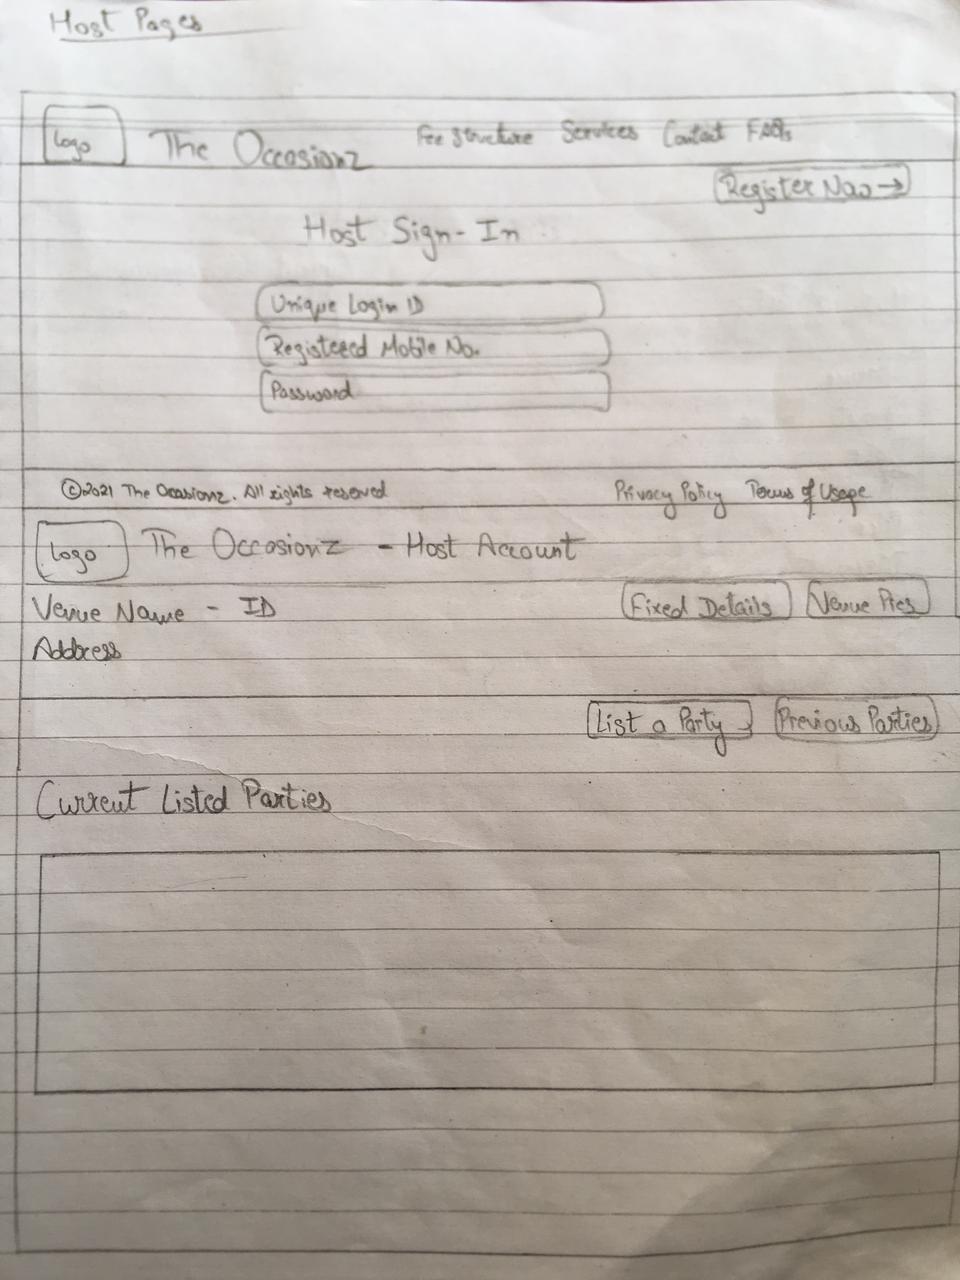 Host Pages
Logo The Occasionz Fee Structure Services Contact FAQs
Register Now →
Host Sign-In
Unique Login ID
Registered Mobile No.
Password
©2021 The Ocasionz. All rights reserved Privacy Policy Terms of Usage
Logo The Occasionz - Host Account
Venue Name - ID Fixed Details Venue Pics
Address
List a Party Previous Parties
Current Listed Parties